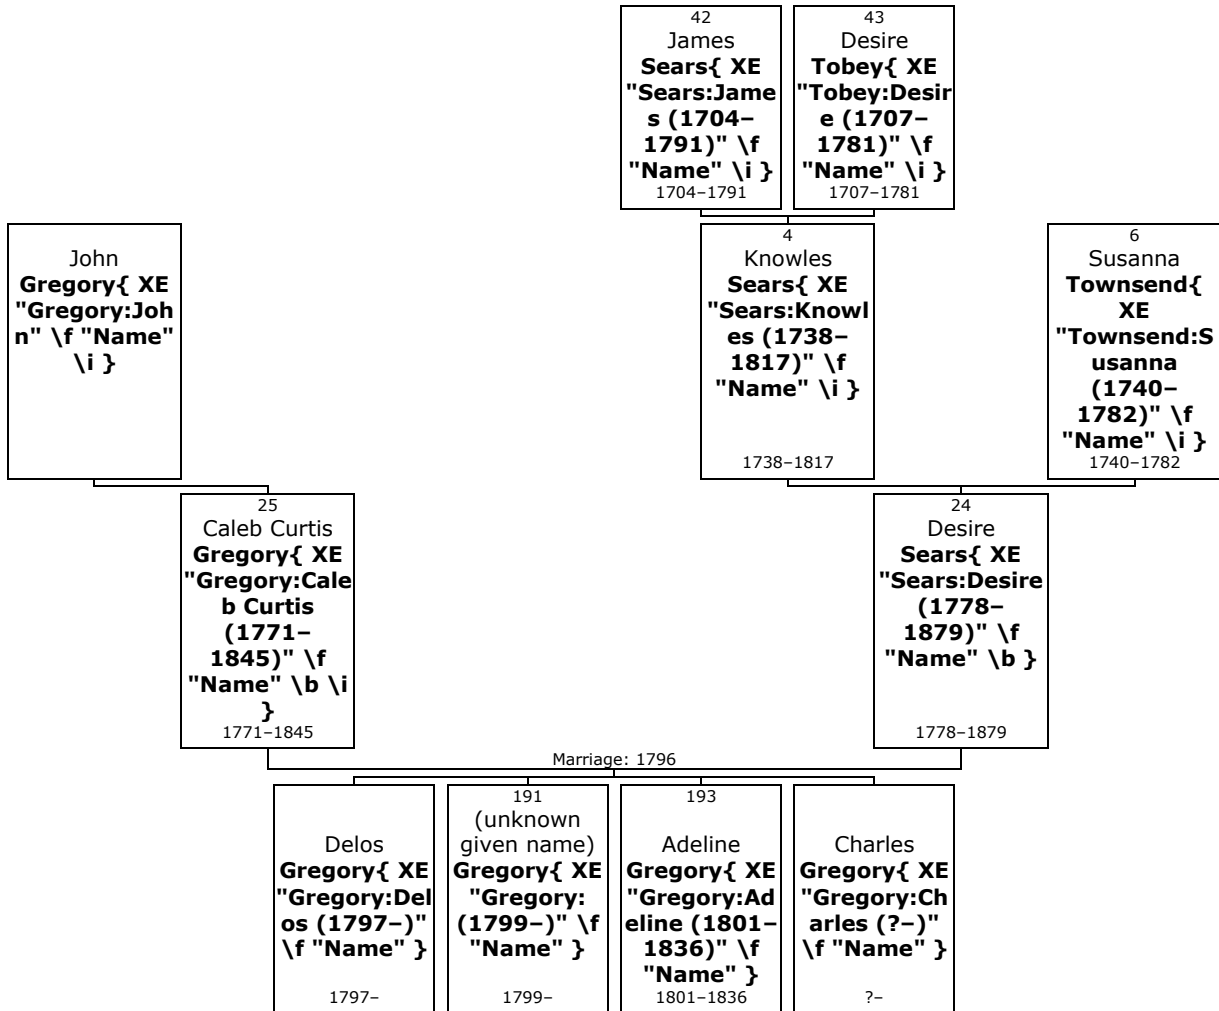 42
James
Sears{ XE
"Sears:Jame
s (1704–
1791)" \f
"Name" \i }
1704–1791
43
Desire
Tobey{ XE
"Tobey:Desir
e (1707–
1781)" \f
"Name" \i }
1707–1781
John
Gregory{ XE
"Gregory:Joh
n" \f "Name"
\i }
4
Knowles
Sears{ XE
"Sears:Knowl
es (1738–
1817)" \f
"Name" \i }
1738–1817
6
Susanna
Townsend{
XE
"Townsend:S
usanna
(1740–
1782)" \f
"Name" \i }
1740–1782
25
Caleb Curtis
Gregory{ XE
"Gregory:Cale
b Curtis
(1771–
1845)" \f
"Name" \b \i
}
1771–1845
24
Desire
Sears{ XE
"Sears:Desire
(1778–
1879)" \f
"Name" \b }
1778–1879
Marriage: 1796
Delos
Gregory{ XE
"Gregory:Del
os (1797–)"
\f "Name" }
1797–
191
(unknown
given name)
Gregory{ XE
"Gregory:
(1799–)" \f
"Name" }
1799–
193
Adeline
Gregory{ XE
"Gregory:Ad
eline (1801–
1836)" \f
"Name" }
1801–1836
Charles
Gregory{ XE
"Gregory:Ch
arles (?–)"
\f "Name" }
?–